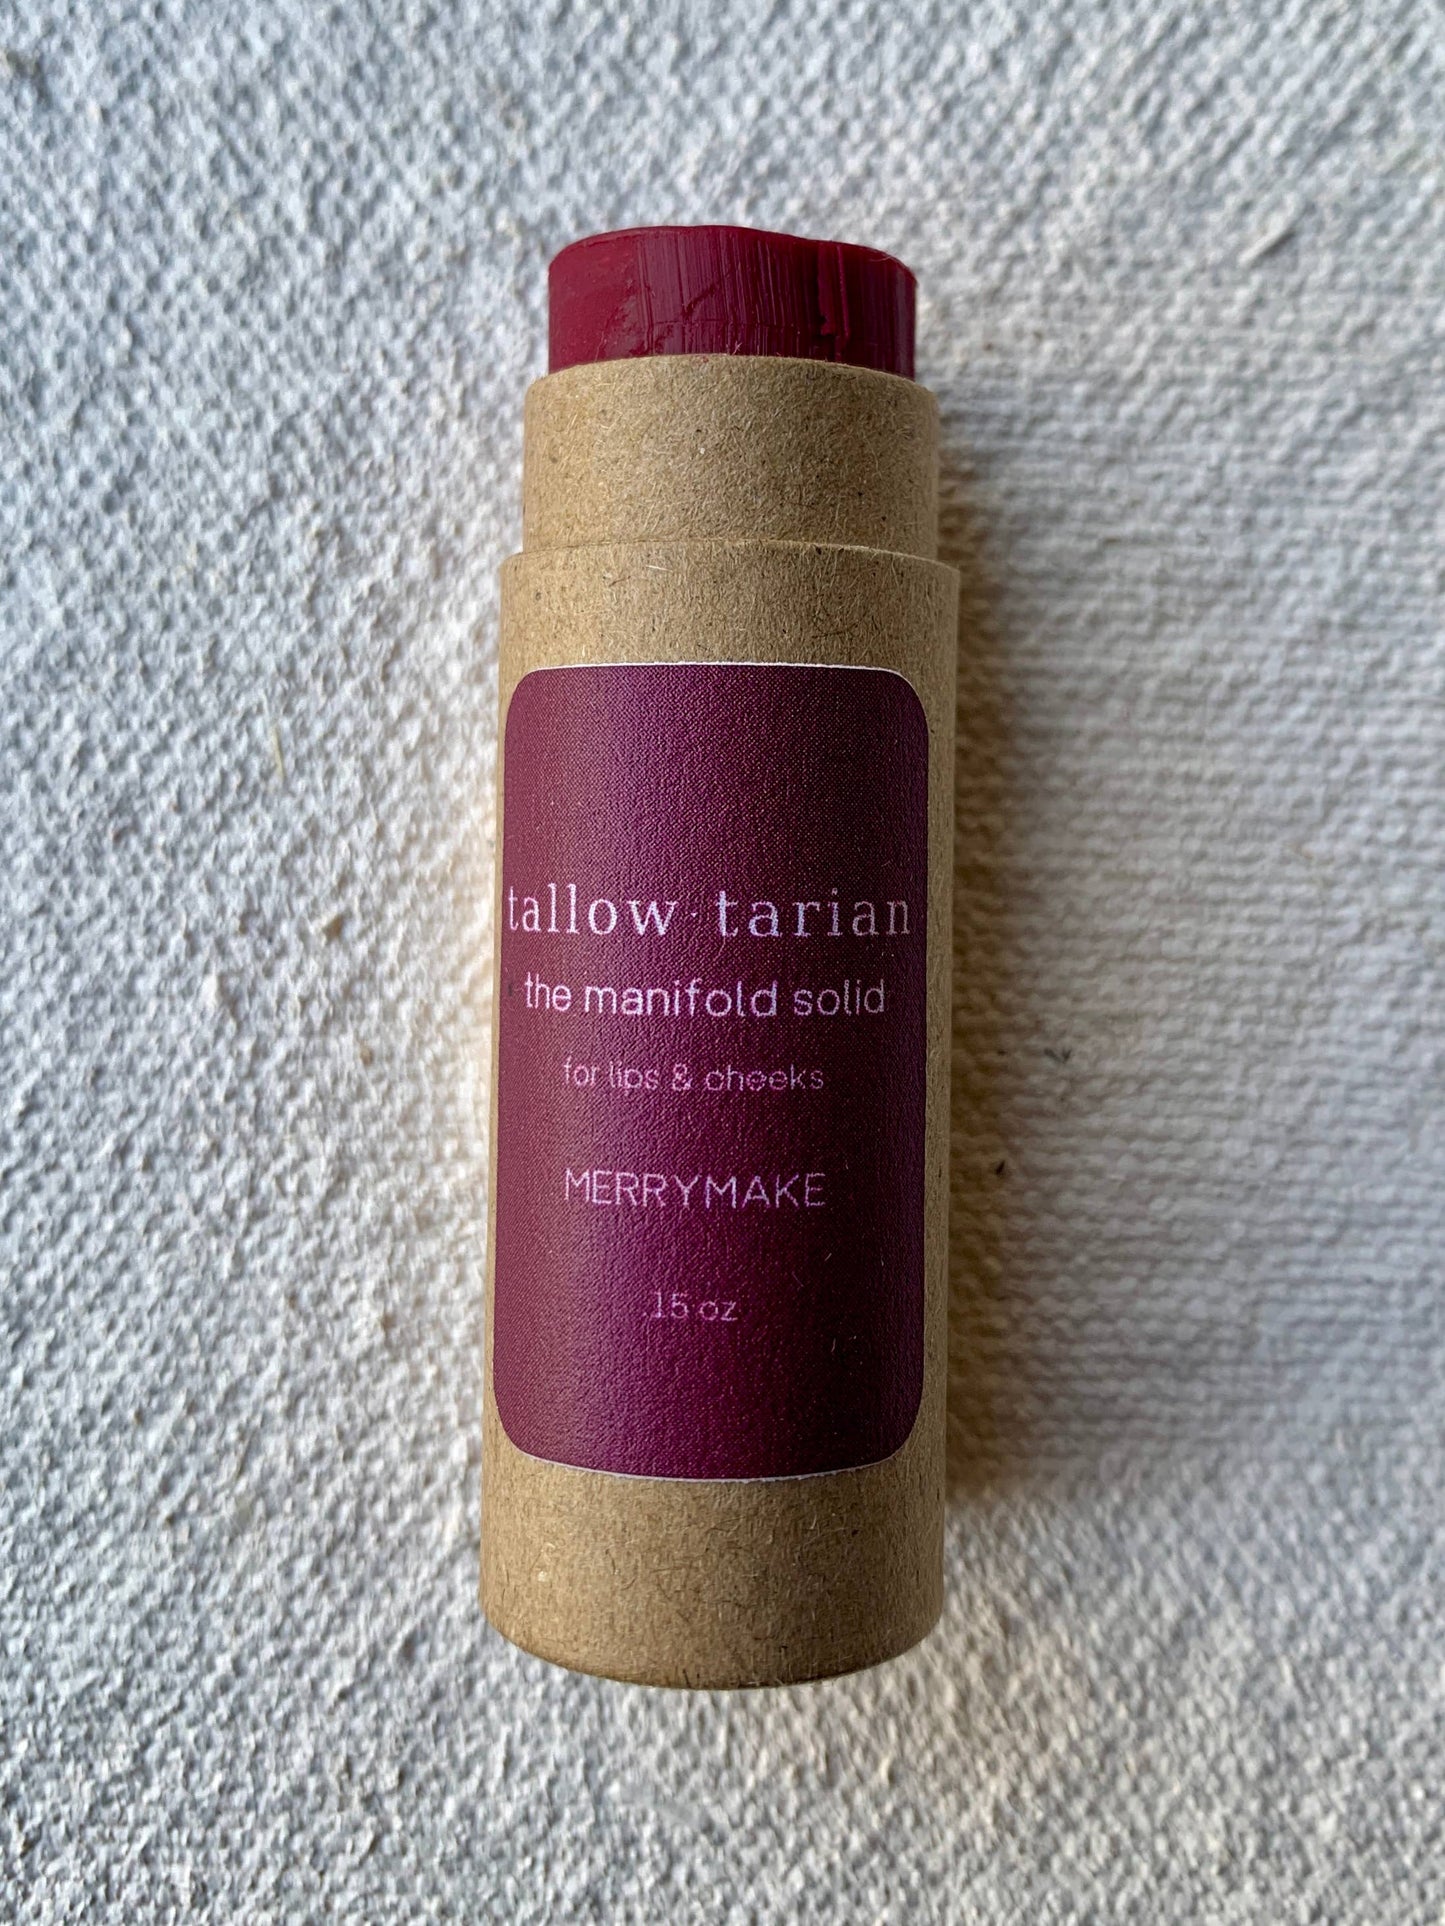 tallow·tarian
the manifold solid
for lips & cheeks
MERRYMAKE
.15 oz